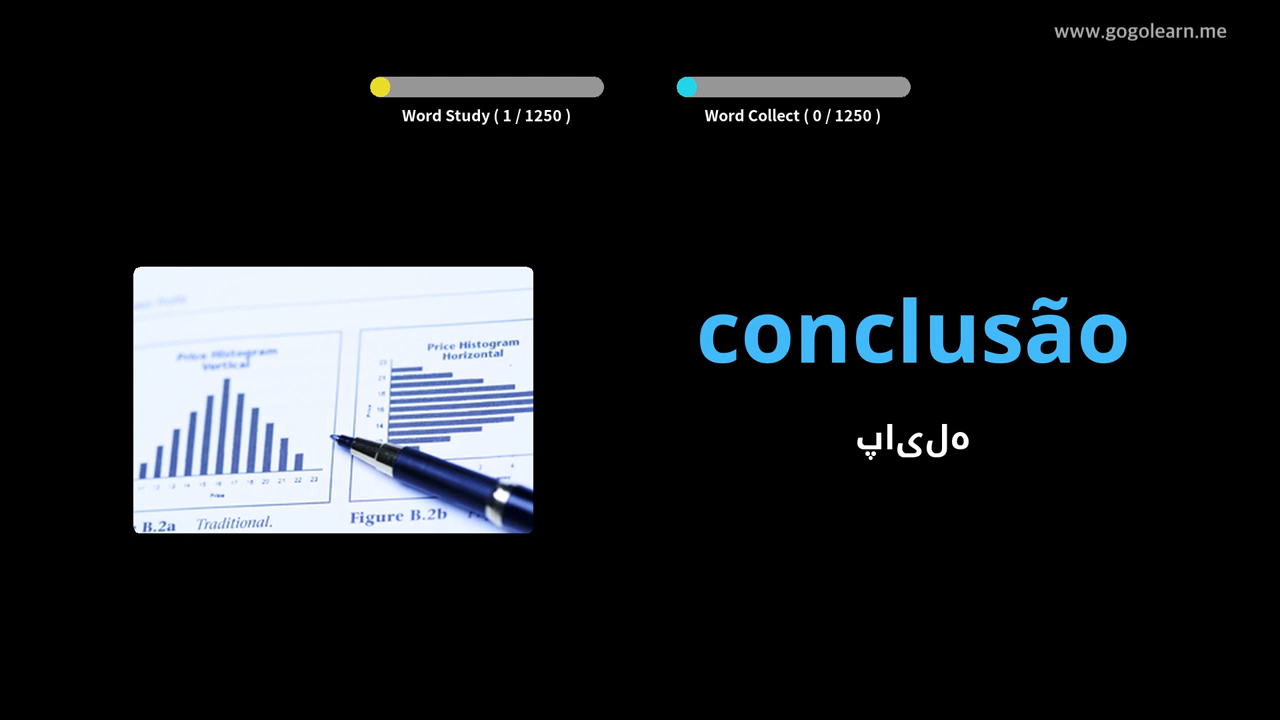 www.gogolearn.me
Word Study ( 1 / 1250 )
Word Collect ( 0 / 1250 )
Price Histogram
Vertical
Price Histogram
Horizontal
B.2a Traditional.
Figure B.2b
conclusão
پایله